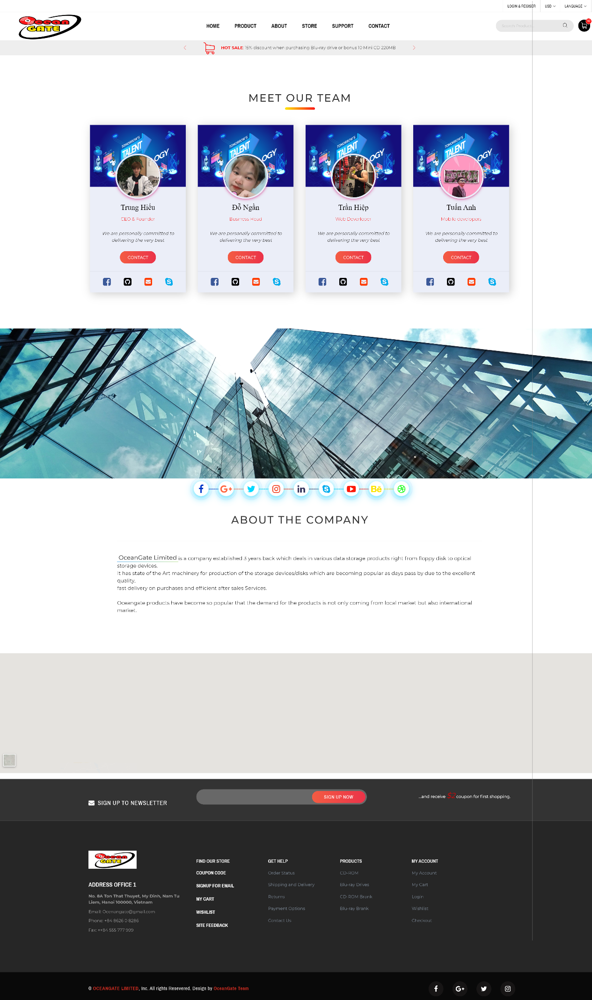 LOGIN & REGISER USD LANGUAGE
Ocean GATE
HOME PRODUCT ABOUT STORE SUPPORT CONTACT
Search Product... 10
HOT SALE: 15% discount when purchasing Blu-ray drive or bonus 10 Mini CD 220MB
MEET OUR TEAM
TOMORROW'S TALENT OLOGY TOMORROW'S TALENT OLOGY TOMORROW'S TALENT OLOGY TOMORROW'S TALENT OLOGY
Trung Hiếu Đỗ Ngần Trần Hiệp Tuấn Anh
CEO & Founder Business Head Web Deverloper Mobile developers
We are personally committed to We are personally committed to We are personally committed to We are personally committed to
delivering the very best delivering the very best delivering the very best delivering the very best
CONTACT CONTACT CONTACT CONTACT
ABOUT THE COMPANY
OceanGate Limited is a company established 3 years back which deals in various data storage products right from floppy disk to optical
storage devices.
It has state of the Art machinery for production of the storage devices/disks which are becoming popular as days pass by due to the excellent
quality,
fast delivery on purchases and efficient after sales Services.
Oceangate products have become so popular that the demand for the products is not only coming from local market but also international
market.
SIGN UP TO NEWSLETTER SIGN UP NOW ...and receive $2 coupon for first shopping.
Ocean GATE
ADDRESS OFFICE 1
No. 8A Ton That Thuyet, My Dinh, Nam Tu
Liem, Hanoi 100000, Vietnam
Email: Ocenangate@gmail.com
Phone: +84 8626 0 8286
Fax: ++84 555 777 999
FIND OUR STORE
COUPON CODE
SIGNUP FOR EMAIL
MY CART
WISHLIST
SITE FEEDBACK
GET HELP
Order Status
Shipping and Delivery
Returns
Payment Options
Contact Us
PRODUCTS
CD-ROM
Blu-ray Drives
CD-ROM Brank
Blu-ray Brank
MY ACCOUNT
My Account
My Cart
Login
Wishlist
Checkout
© OCEANGATE LIMITED, Inc. All rights Resevered. Design by OceanGate Team